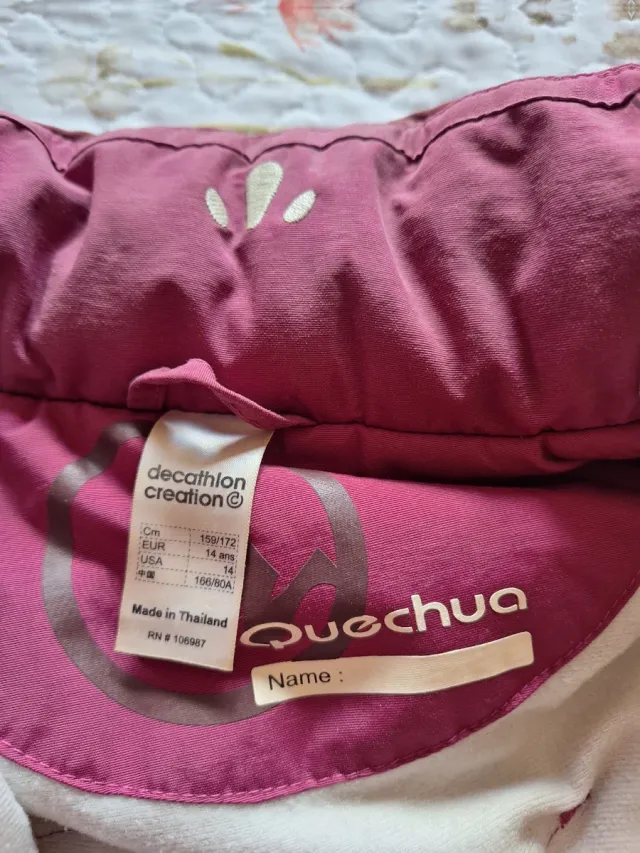 decathlon
creation©
Cm 159/172
EUR 14 ans
USA 14
中国 166/80A
Made in Thailand
RN # 106987
Quechua
Name :